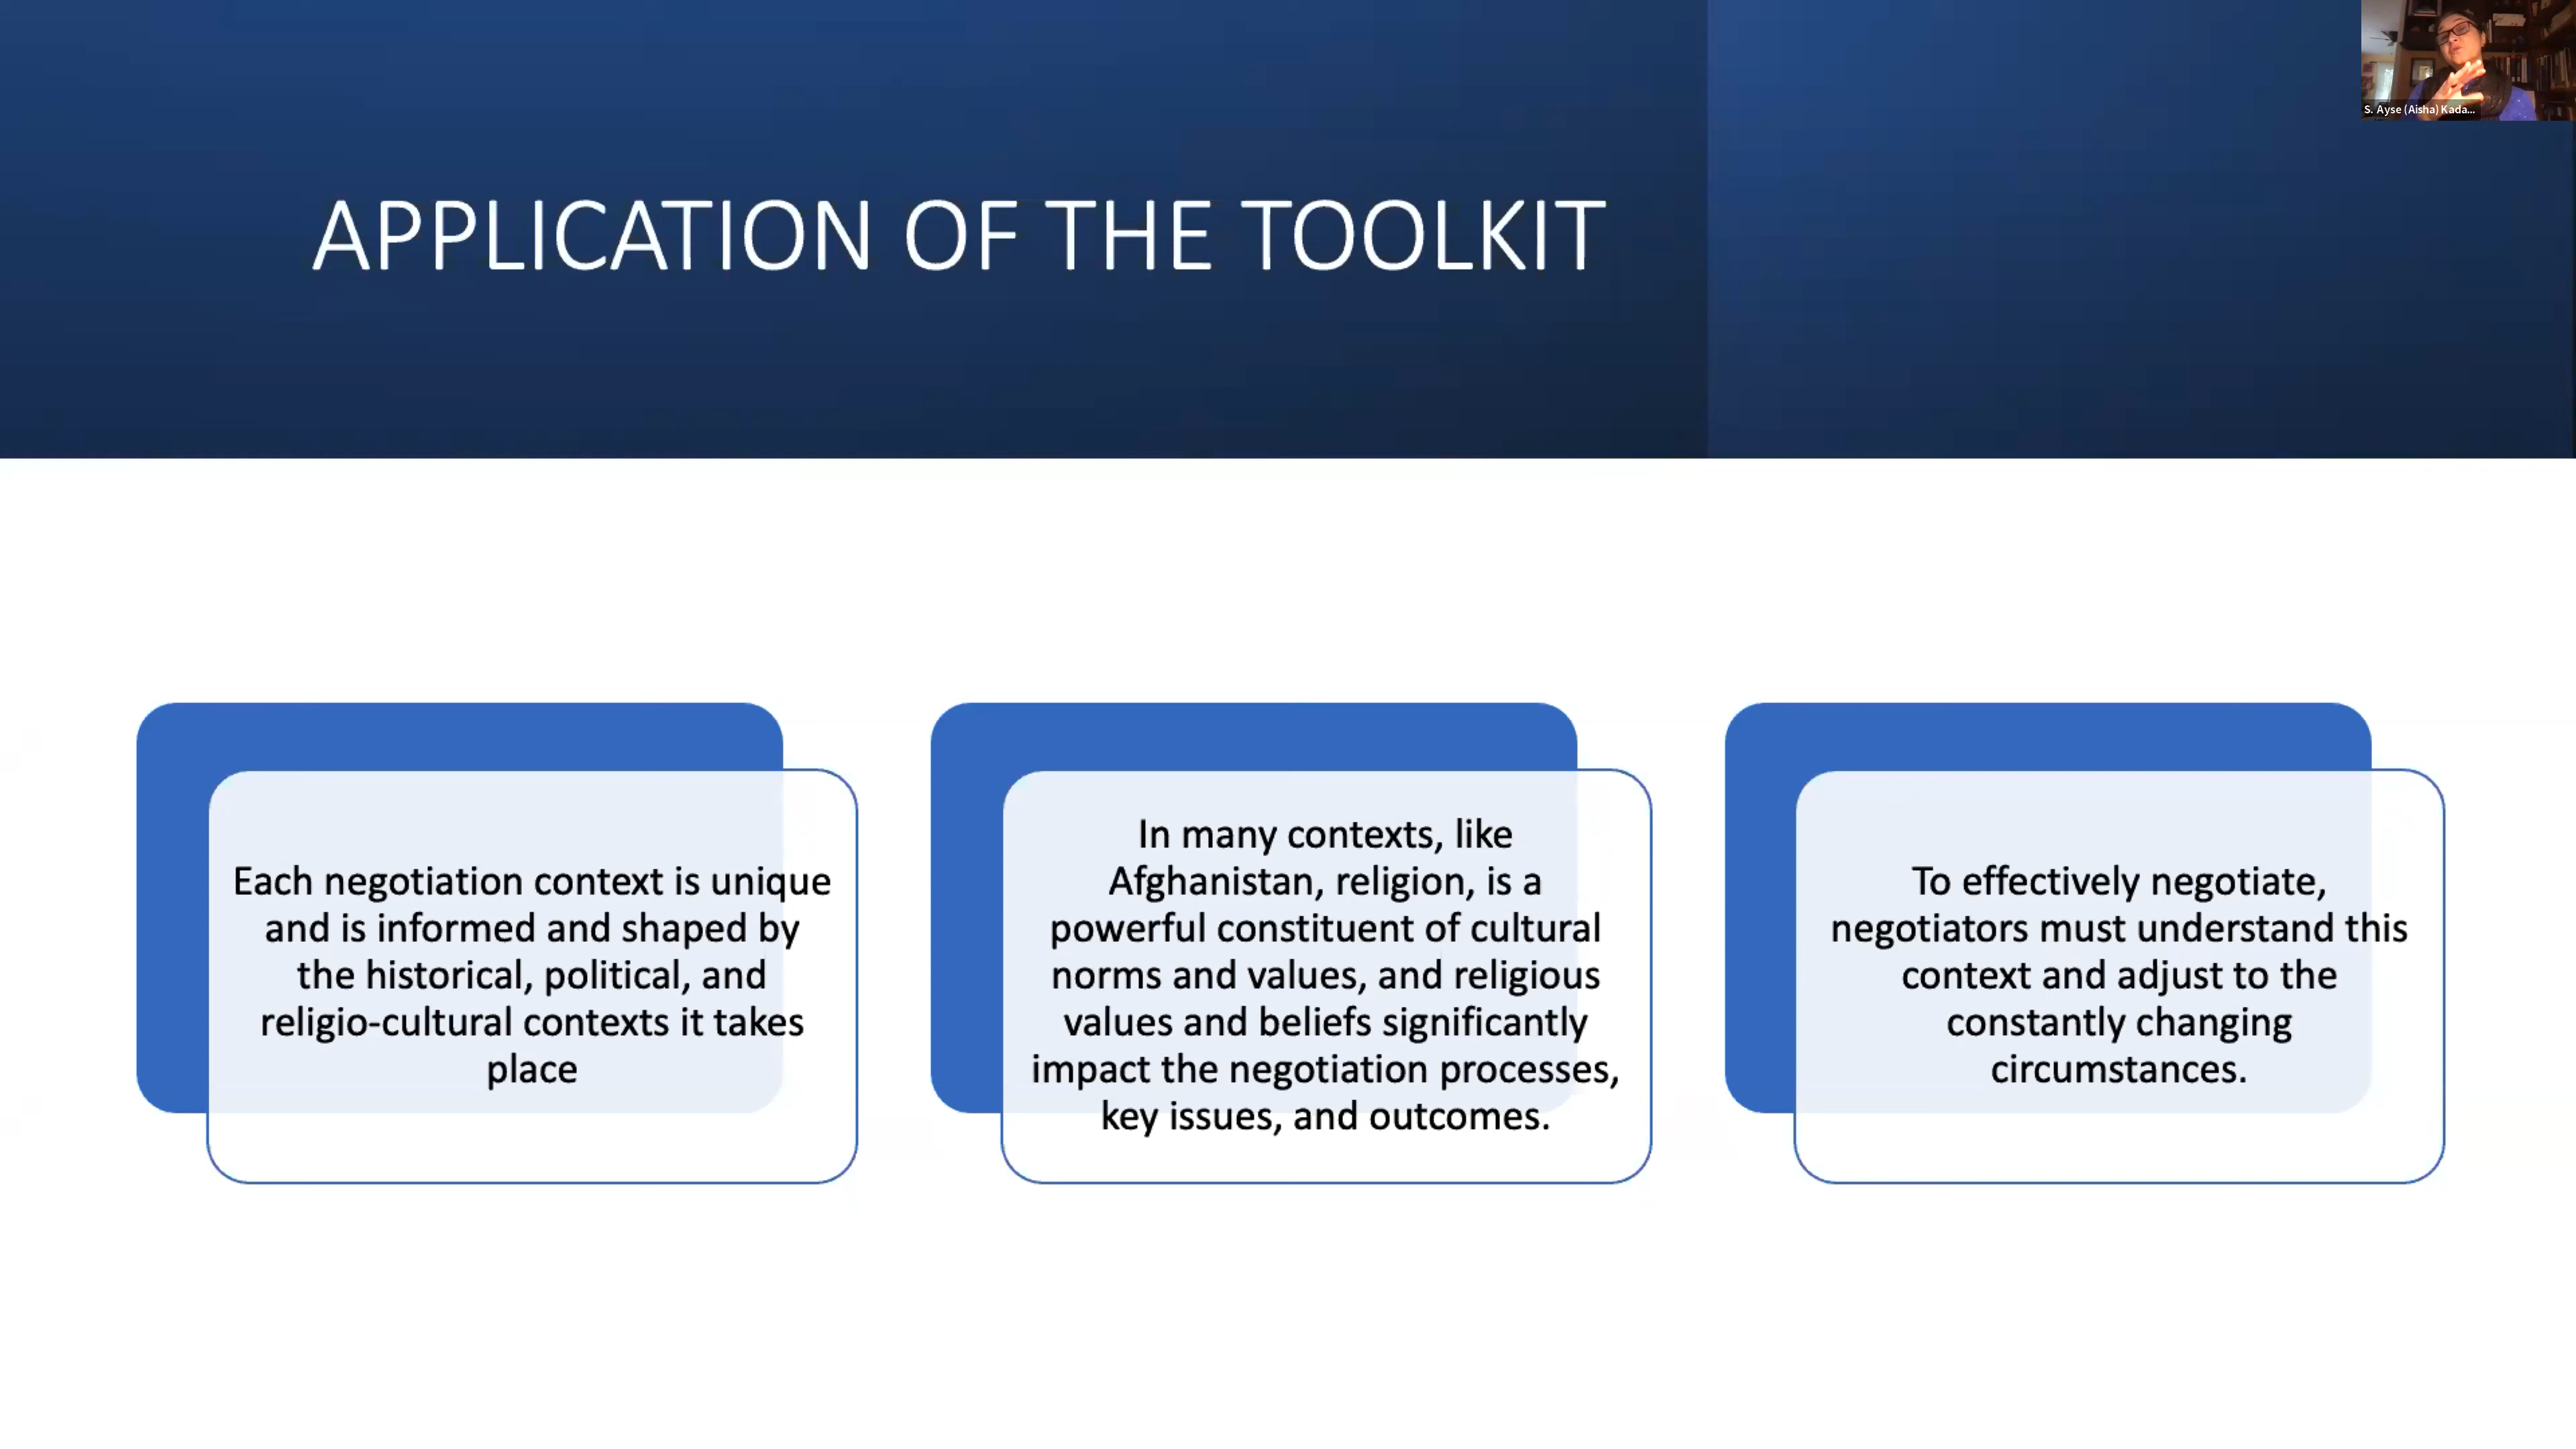 S. Ayse (Aisha) Kada...
APPLICATION OF THE TOOLKIT
Each negotiation context is unique
and is informed and shaped by
the historical, political, and
religio-cultural contexts it takes
place
In many contexts, like
Afghanistan, religion, is a
powerful constituent of cultural
norms and values, and religious
values and beliefs significantly
impact the negotiation processes,
key issues, and outcomes.
To effectively negotiate,
negotiators must understand this
context and adjust to the
constantly changing
circumstances.